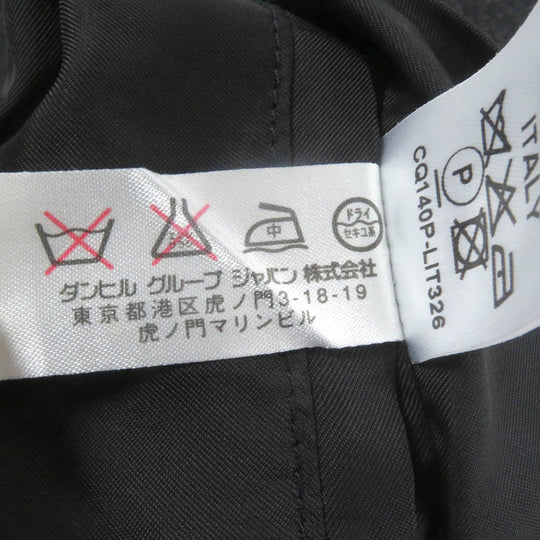 中
ドライ
セキユ系
ダンヒル グループ ジャパン 株式会社
東京都港区虎ノ門3-18-19
虎ノ門マリンビル
ITALY
P
CQ140P-LIT326